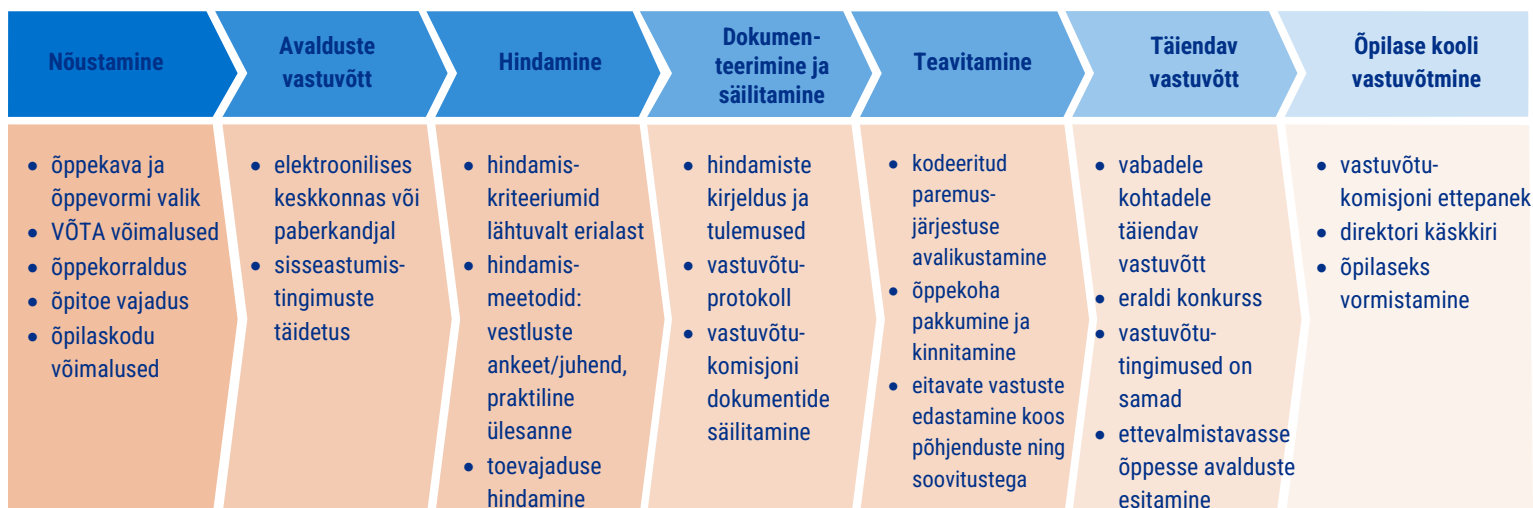 Nõustamine
Avalduste
vastuvõtt
Hindamine
Dokumen-
teerimine ja
säilitamine
Teavitamine
Täiendav
vastuvõtt
Õpilase kooli
vastuvõtmine
• õppekava ja
õppevormi valik
• VÕTA võimalused
• õppekorraldus
• õpitoe vajadus
• õpilaskodu
võimalused
• elektroonilises
keskkonnas või
paberkandjal
• sisseastumis-
tingimuste
täidetus
• hindamis-
kriteeriumid
lähtuvalt erialast
• hindamis-
meetodid:
vestluste
ankeet/juhend,
praktiline
ülesanne
• toevajaduse
hindamine
• hindamiste
kirjeldus ja
tulemused
• vastuvõtu-
protokoll
• vastuvõtu-
komisjoni
dokumentide
säilitamine
• kodeeritud
paremus-
järjestuse
avalikustamine
• õppekoha
pakkumine ja
kinnitamine
• eitavate vastuste
edastamine koos
põhjenduste ning
soovitustega
• vabadele
kohtadele
täiendav
vastuvõtt
• eraldi konkurss
• vastuvõtu-
tingimused on
samad
• ettevalmistavasse
õppesse avalduste
esitamine
• vastuvõtu-
komisjoni ettepanek
• direktori käskkiri
• õpilaseks
vormistamine